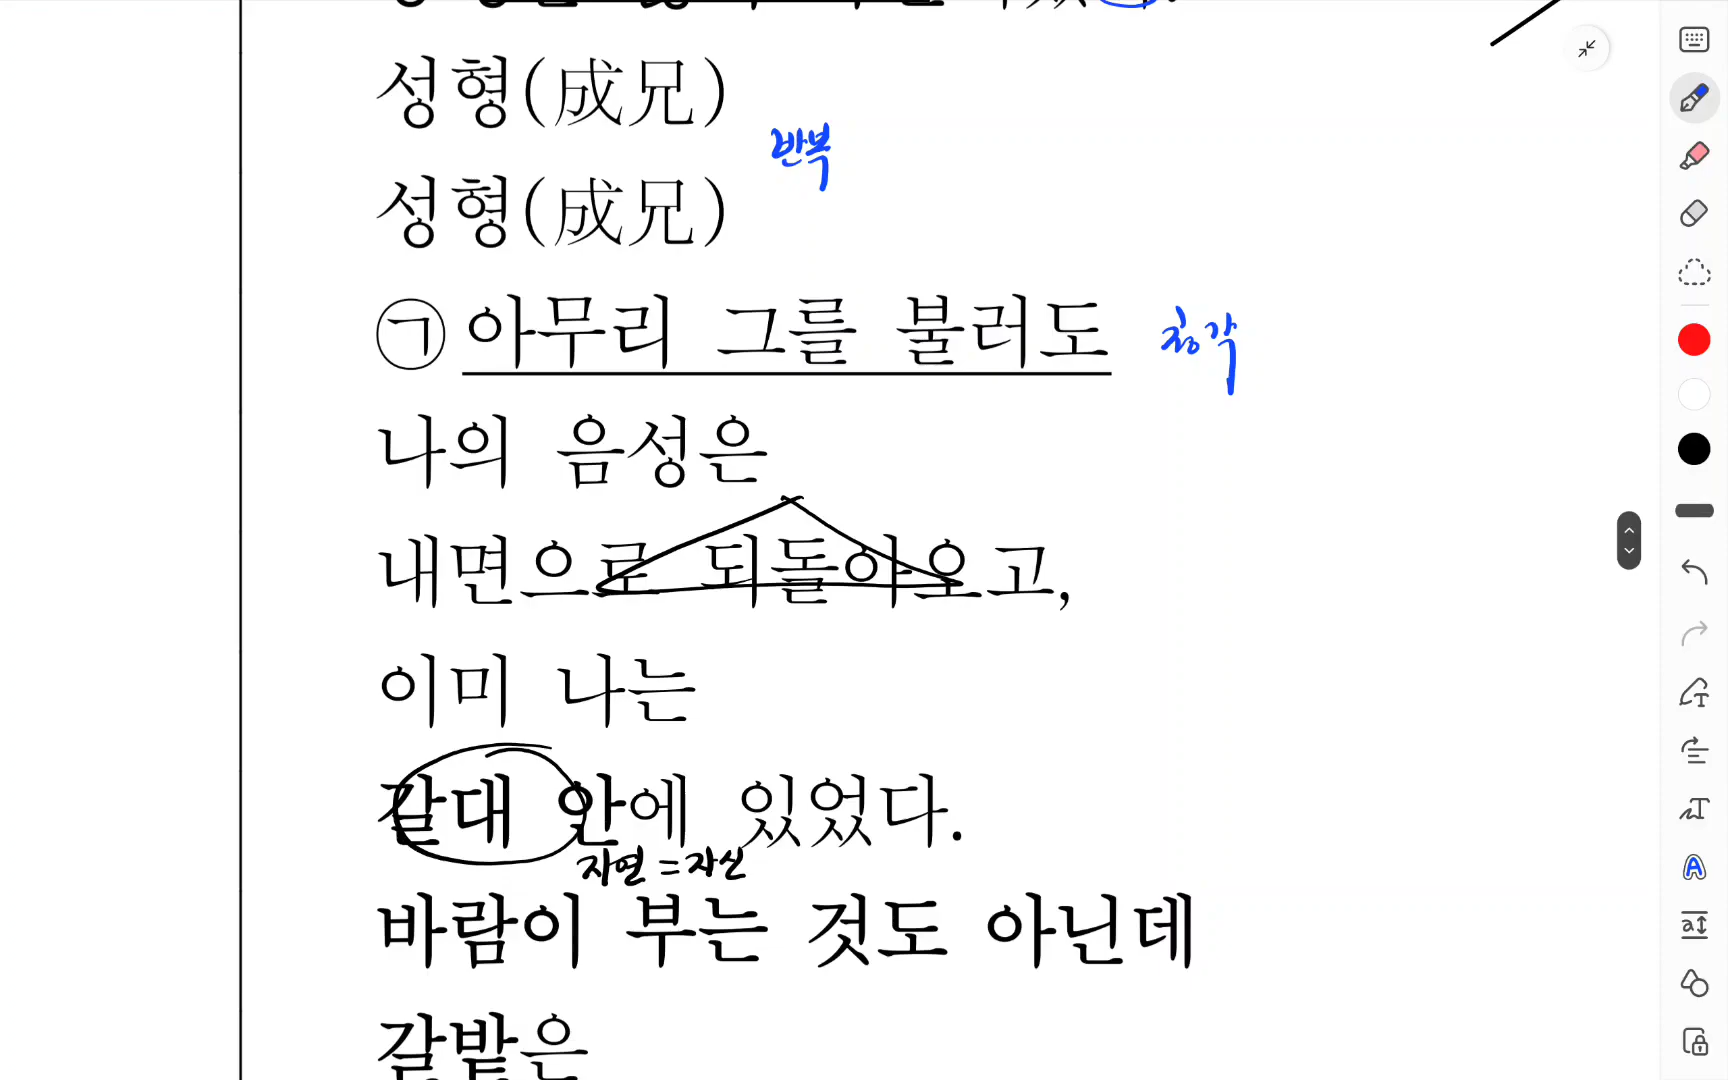 성형(成兄)
반복
성형(成兄)
㉠ 아무리 그를 불러도 청각
나의 음성은
내면으로 되돌아오고,
이미 나는
갈대 안에 있었다.
자연=자신
바람이 부는 것도 아닌데
갈밭은